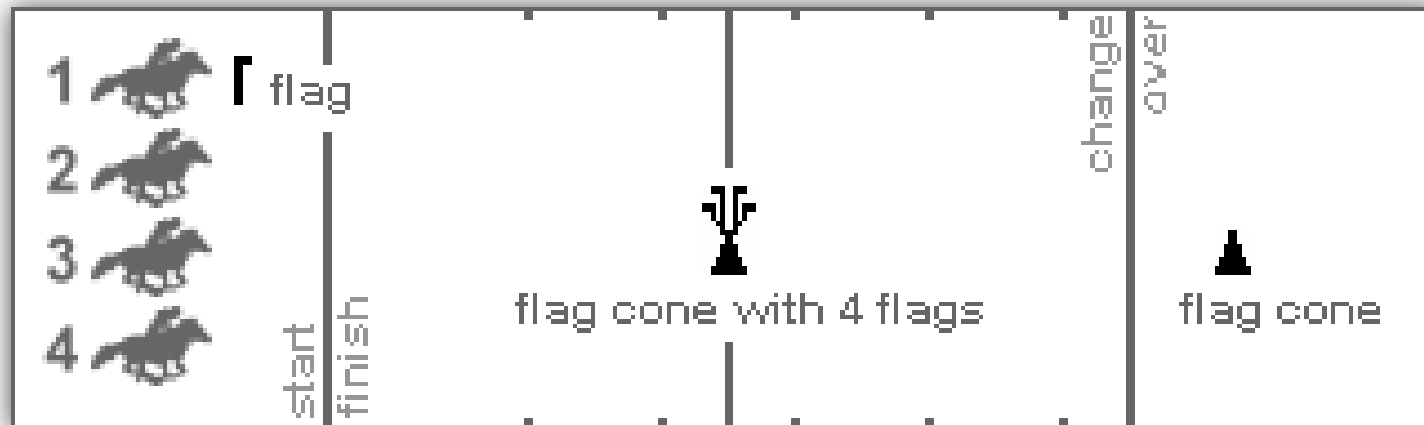 1
flag
2
3
4
start
finish
flag cone with 4 flags
change
over
flag cone